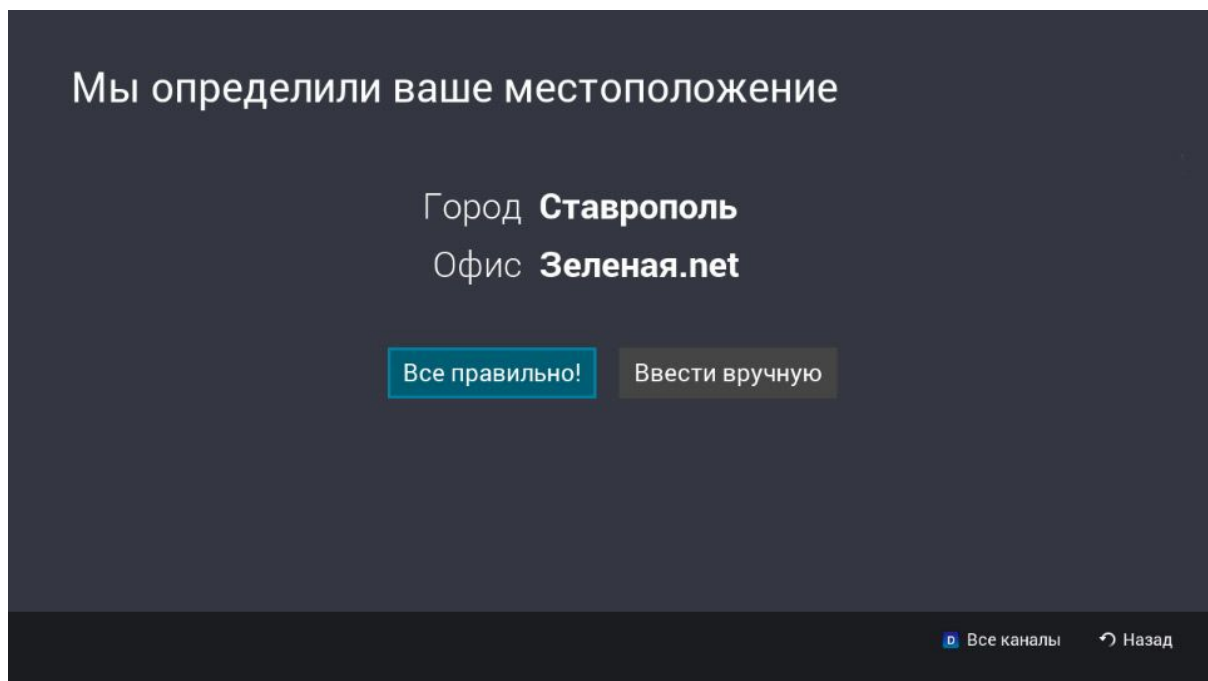 Мы определили ваше местоположение
Город Ставрополь
Офис Зеленая.net
Все правильно! Ввести вручную
D Все каналы Назад